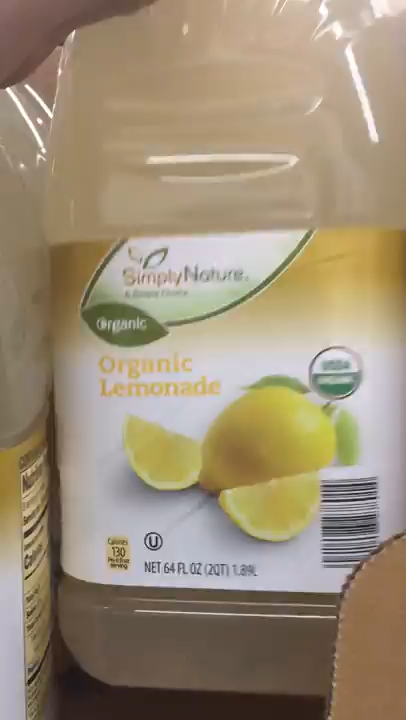 SimplyNature.
Organic
Organic
Lemonade
USDA
ORGANIC
Calories
130
U
NET 64 FL OZ (2QT) 1.89L